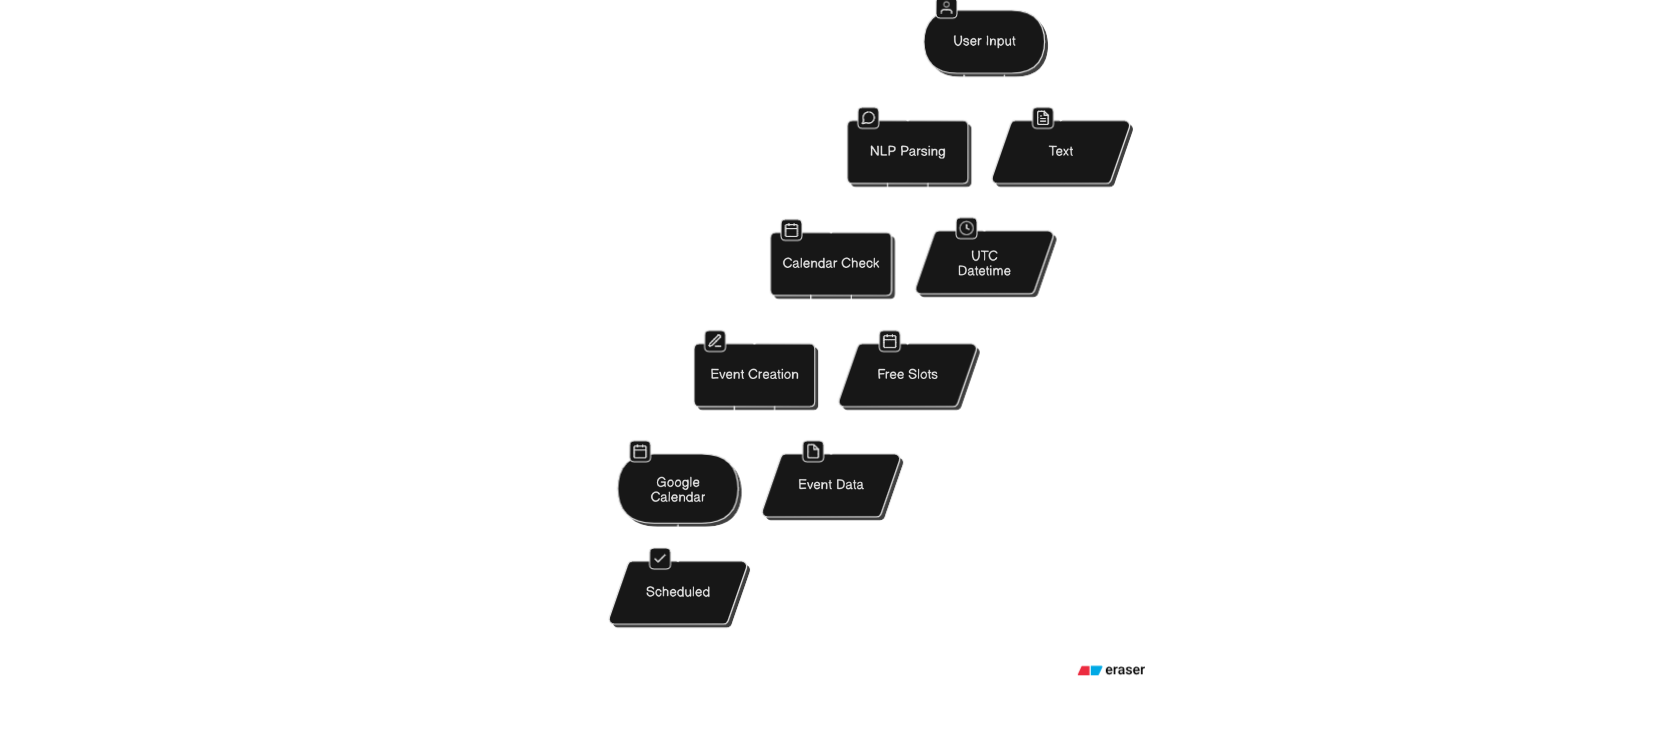 User Input
NLP Parsing
Text
Calendar Check
UTC
Datetime
Event Creation
Free Slots
Google
Calendar
Event Data
Scheduled
eraser